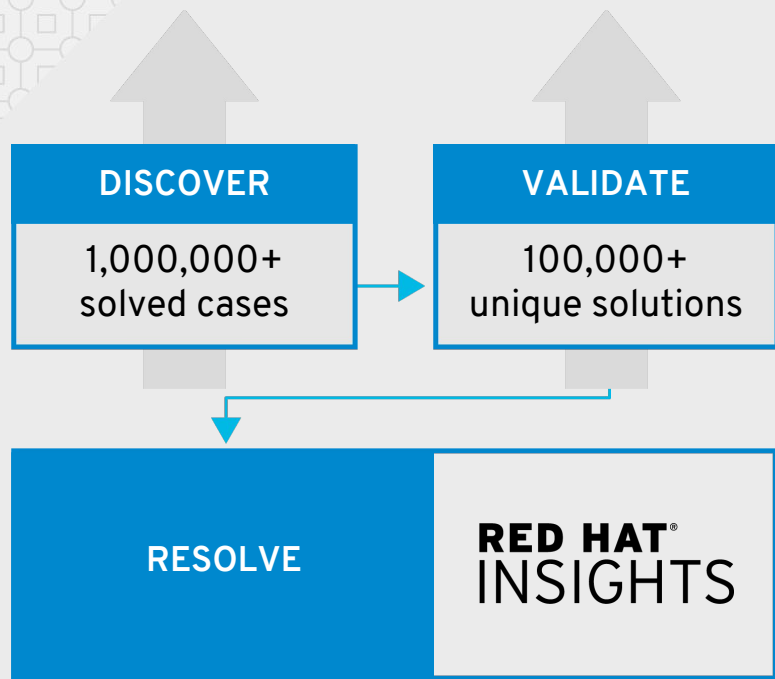 DISCOVER
1,000,000+
solved cases
VALIDATE
100,000+
unique solutions
RESOLVE
RED HAT®
INSIGHTS